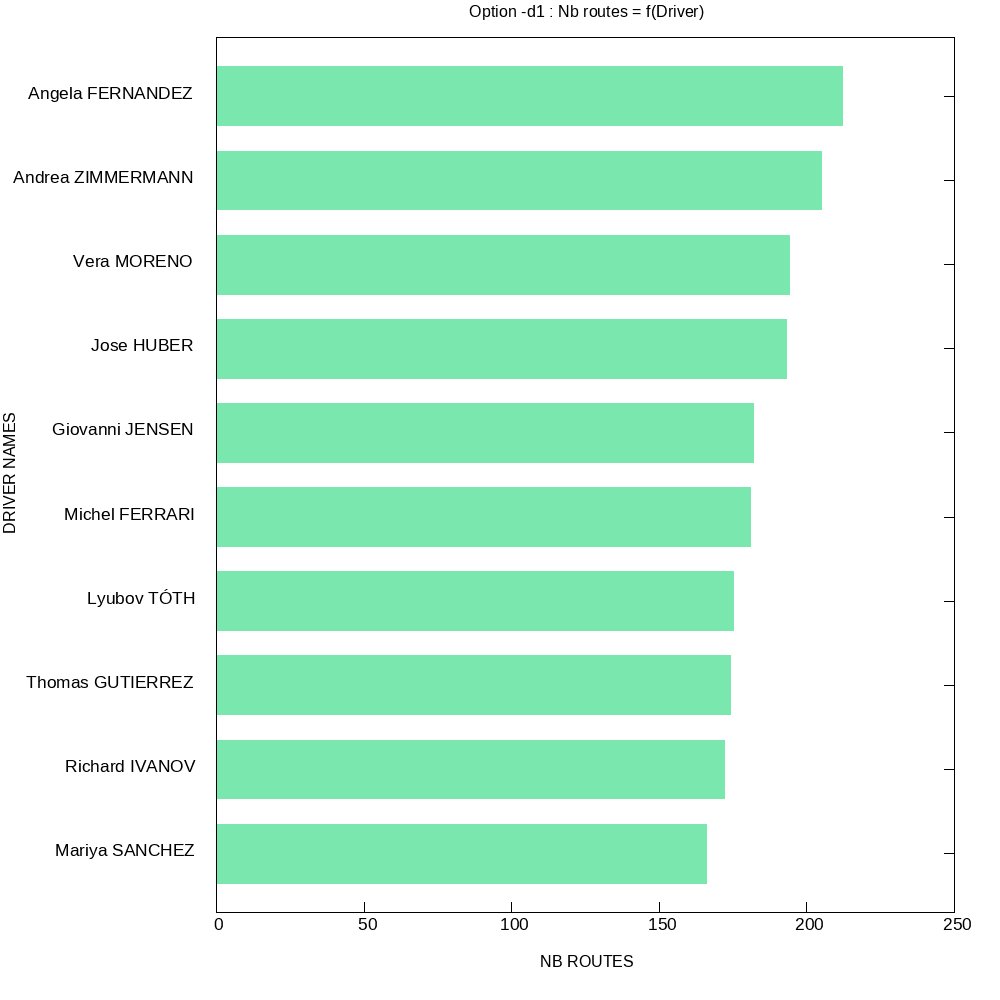 Option -d1 : Nb routes = f(Driver)
Angela FERNANDEZ
Andrea ZIMMERMANN
Vera MORENO
Jose HUBER
Giovanni JENSEN
Michel FERRARI
Lyubov TÓTH
Thomas GUTIERREZ
Richard IVANOV
Mariya SANCHEZ
DRIVER NAMES
0 50 100 150 200 250
NB ROUTES